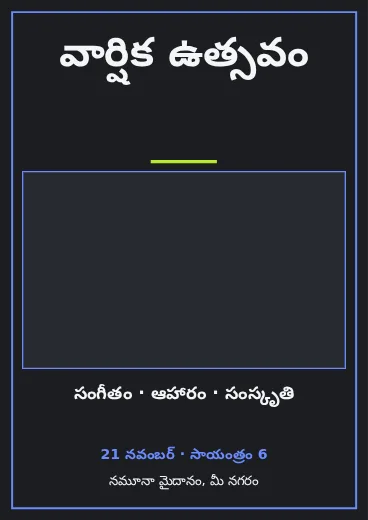 వార్షిక ఉత్సవం
సంగీతం · ఆహారం · సంస్కృతి
21 నవంబర్ · సాయంత్రం 6
నమూనా మైదానం, మీ నగరం